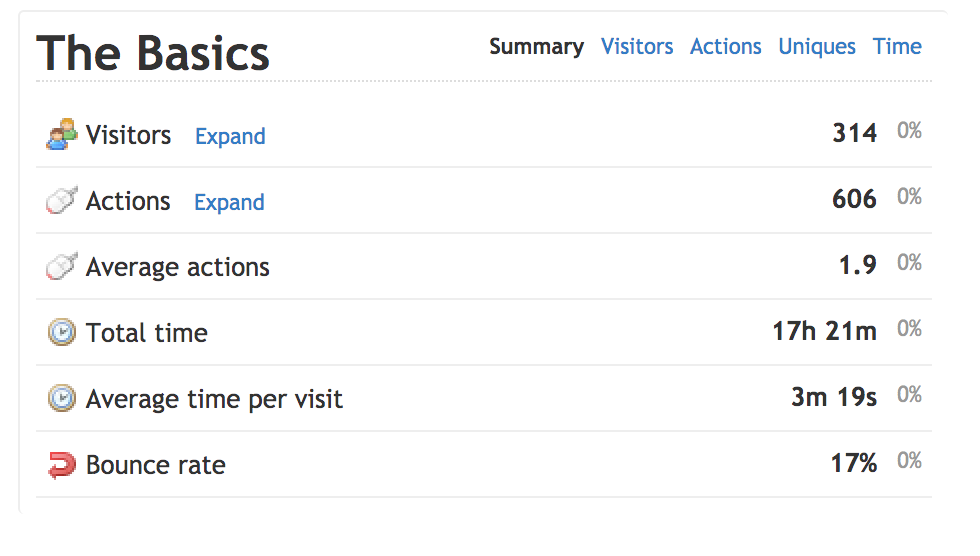 The Basics
Summary Visitors Actions Uniques Time
Visitors Expand 314 0%
Actions Expand 606 0%
Average actions 1.9 0%
Total time 17h 21m 0%
Average time per visit 3m 19s 0%
Bounce rate 17% 0%